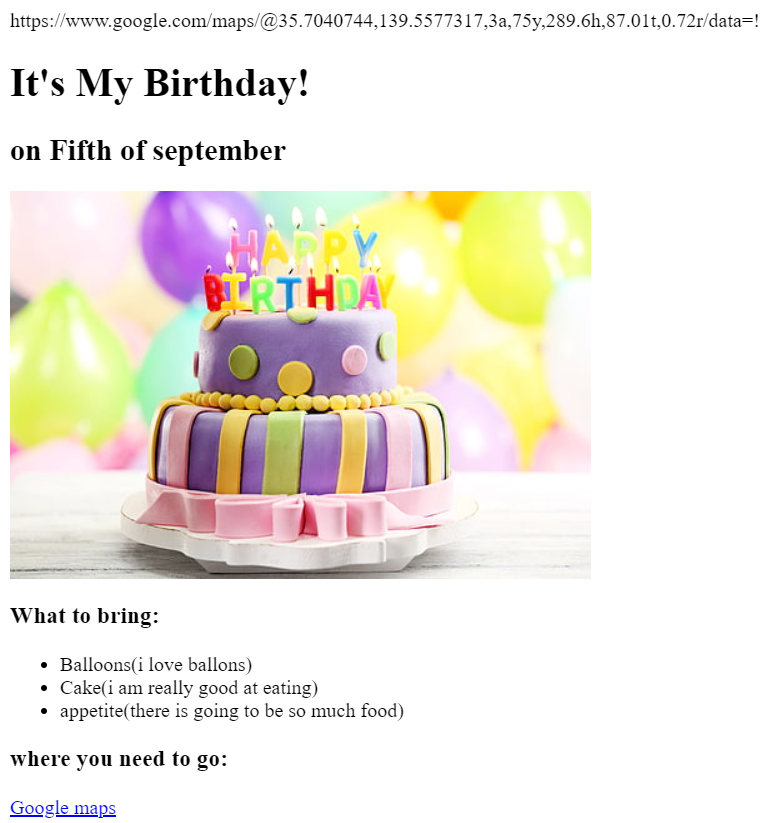 https://www.google.com/maps/@35.7040744,139.5577317,3a,75y,289.6h,87.01t,0.72r/data=!
It's My Birthday!
on Fifth of september
HAPPY
BIRTHDAY
What to bring:
Balloons(i love ballons)
Cake(i am really good at eating)
appetite(there is going to be so much food)
where you need to go:
Google maps